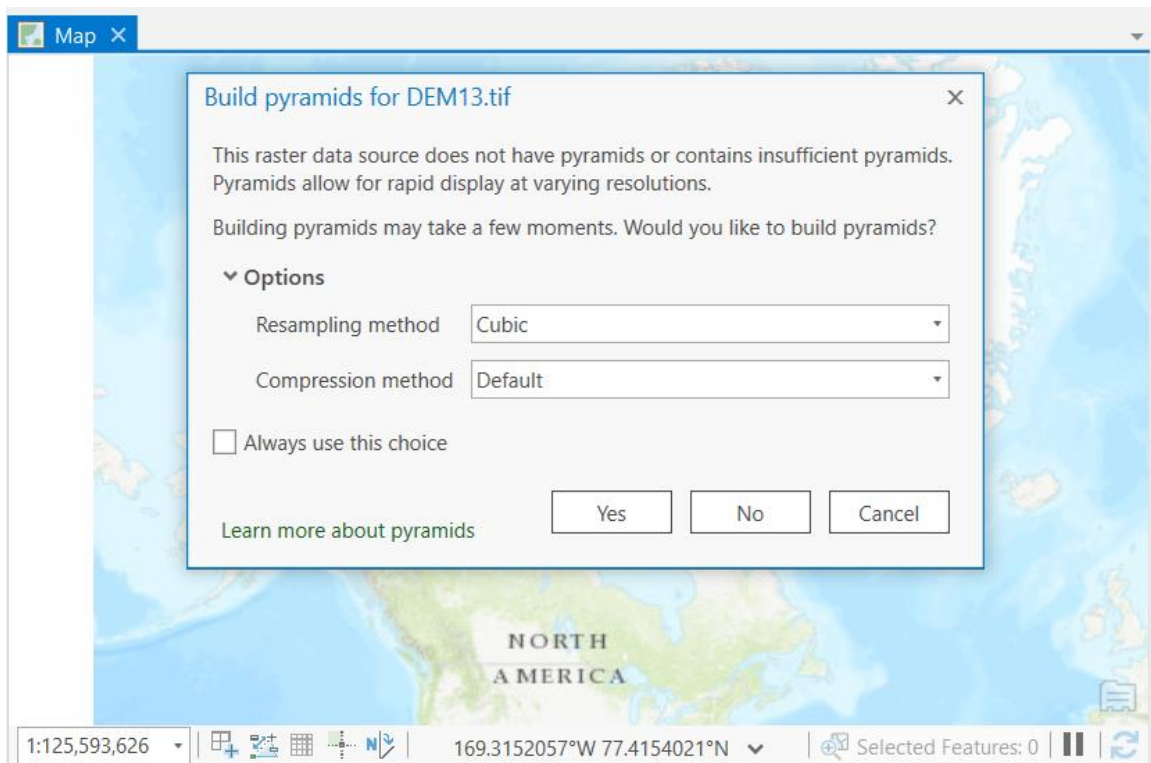 Map
Build pyramids for DEM13.tif
This raster data source does not have pyramids or contains insufficient pyramids.
Pyramids allow for rapid display at varying resolutions.
Building pyramids may take a few moments. Would you like to build pyramids?
Options
Resampling method Cubic
Compression method Default
Always use this choice
Learn more about pyramids Yes No Cancel
NORTH
AMERICA
1:125,593,626 N 169.3152057°W 77.4154021°N Selected Features: 0